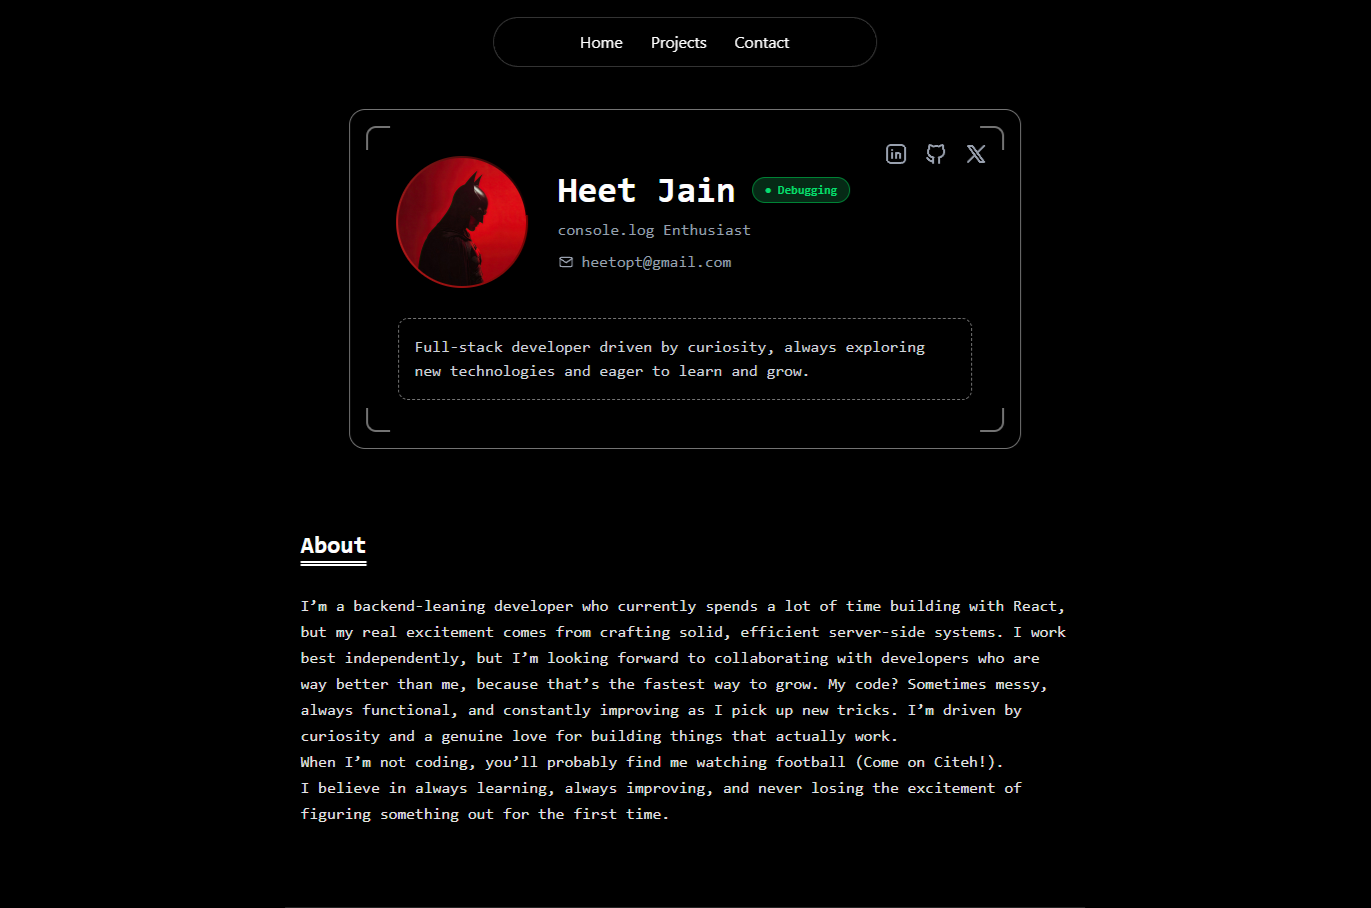 Home Projects Contact
Heet Jain
● Debugging
console.log Enthusiast
heetopt@gmail.com
Full-stack developer driven by curiosity, always exploring
new technologies and eager to learn and grow.
About
I’m a backend-leaning developer who currently spends a lot of time building with React,
but my real excitement comes from crafting solid, efficient server-side systems. I work
best independently, but I’m looking forward to collaborating with developers who are
way better than me, because that’s the fastest way to grow. My code? Sometimes messy,
always functional, and constantly improving as I pick up new tricks. I’m driven by
curiosity and a genuine love for building things that actually work.
When I’m not coding, you’ll probably find me watching football (Come on Citeh!).
I believe in always learning, always improving, and never losing the excitement of
figuring something out for the first time.